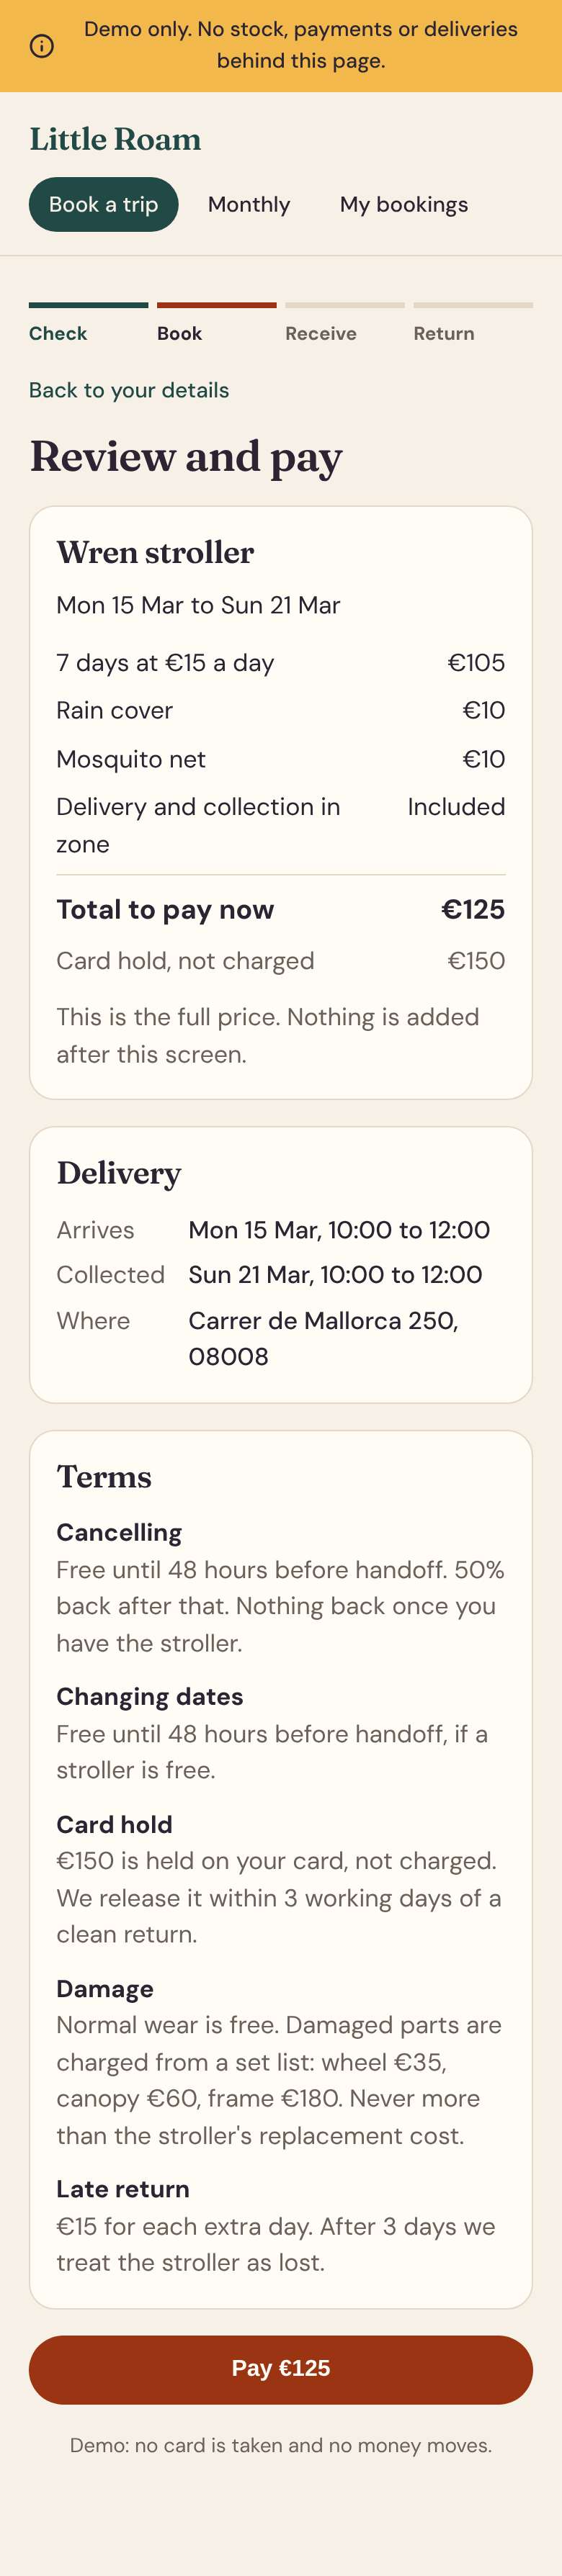 Demo only. No stock, payments or deliveries
behind this page.
Little Roam
Book a trip Monthly My bookings
Check Book Receive Return
Back to your details
Review and pay
Wren stroller
Mon 15 Mar to Sun 21 Mar
7 days at €15 a day €105
Rain cover €10
Mosquito net €10
Delivery and collection in Included
zone
Total to pay now €125
Card hold, not charged €150
This is the full price. Nothing is added
after this screen.
Delivery
Arrives Mon 15 Mar, 10:00 to 12:00
Collected Sun 21 Mar, 10:00 to 12:00
Where Carrer de Mallorca 250,
08008
Terms
Cancelling
Free until 48 hours before handoff. 50%
back after that. Nothing back once you
have the stroller.
Changing dates
Free until 48 hours before handoff, if a
stroller is free.
Card hold
€150 is held on your card, not charged.
We release it within 3 working days of a
clean return.
Damage
Normal wear is free. Damaged parts are
charged from a set list: wheel €35,
canopy €60, frame €180. Never more
than the stroller's replacement cost.
Late return
€15 for each extra day. After 3 days we
treat the stroller as lost.
Pay €125
Demo: no card is taken and no money moves.